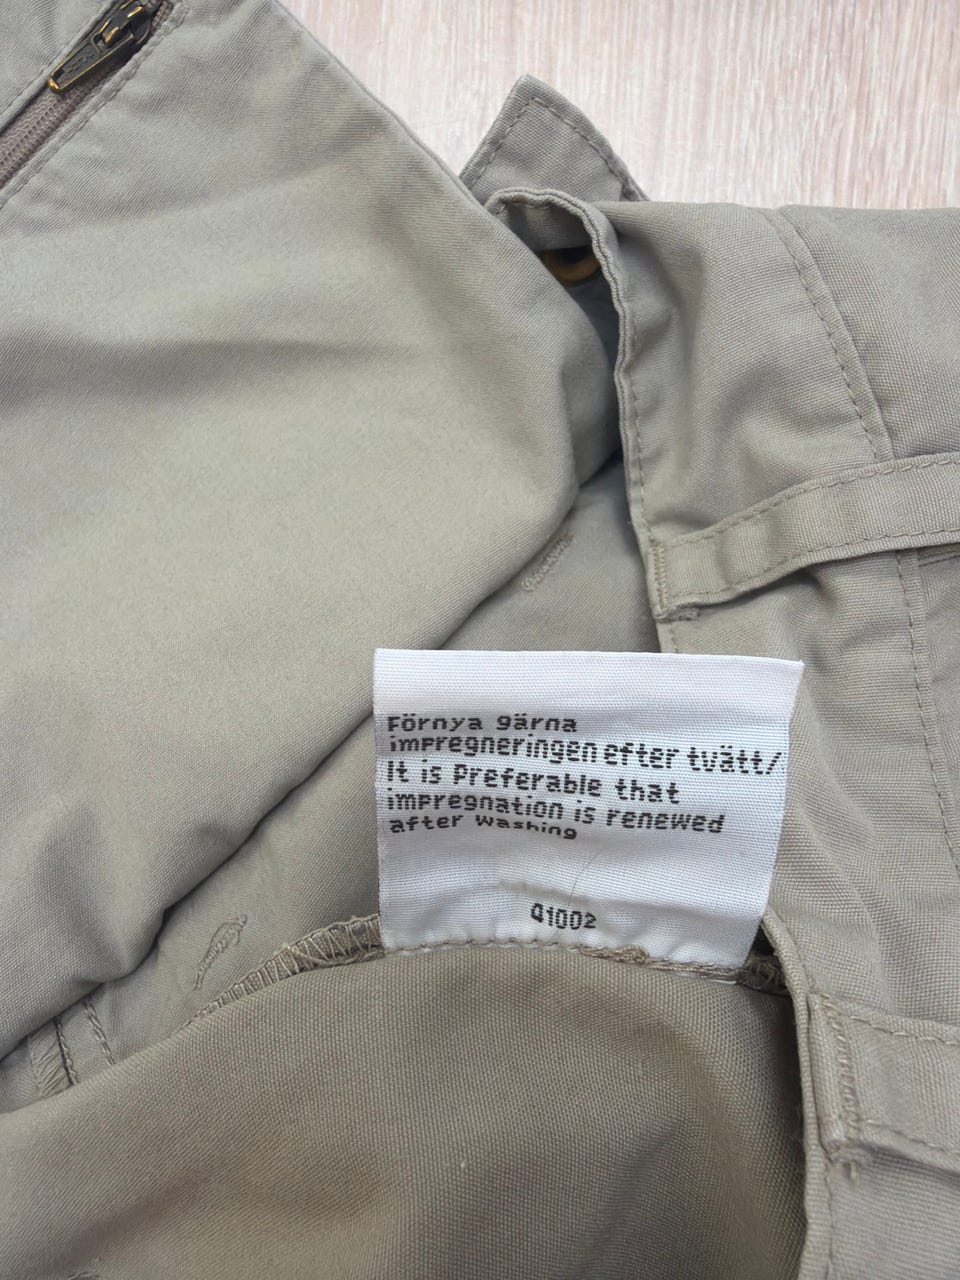 Förnya gärna
impregneringen efter tvätt/
It is Preferable that
impregnation is renewed
after washing
Q1002